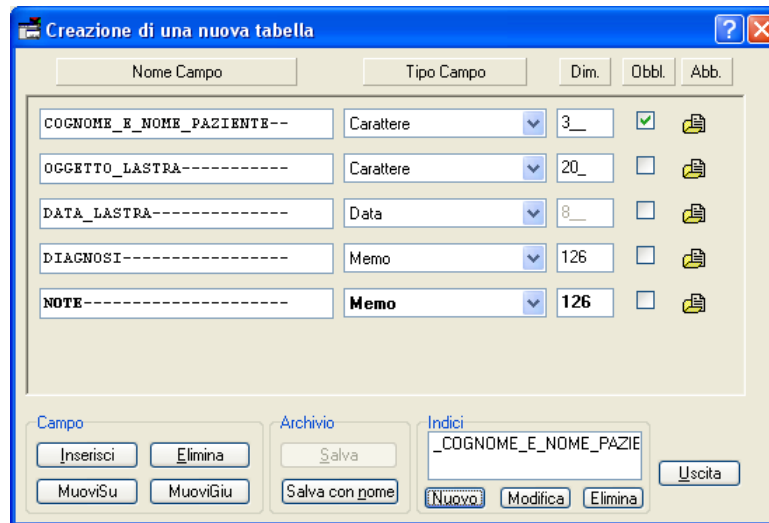 Creazione di una nuova tabella
Nome Campo Tipo Campo Dim. Obbl. Abb.
COGNOME_E_NOME_PAZIENTE-- Carattere 3__
OGGETTO_LASTRA----------- Carattere 20_
DATA_LASTRA-------------- Data 8__
DIAGNOSI----------------- Memo 126
NOTE--------------------- Memo 126
Campo Archivio Indici
Inserisci Elimina Salva _COGNOME_E_NOME_PAZIE
Uscita
MuoviSu MuoviGiu Salva con nome Nuovo Modifica Elimina